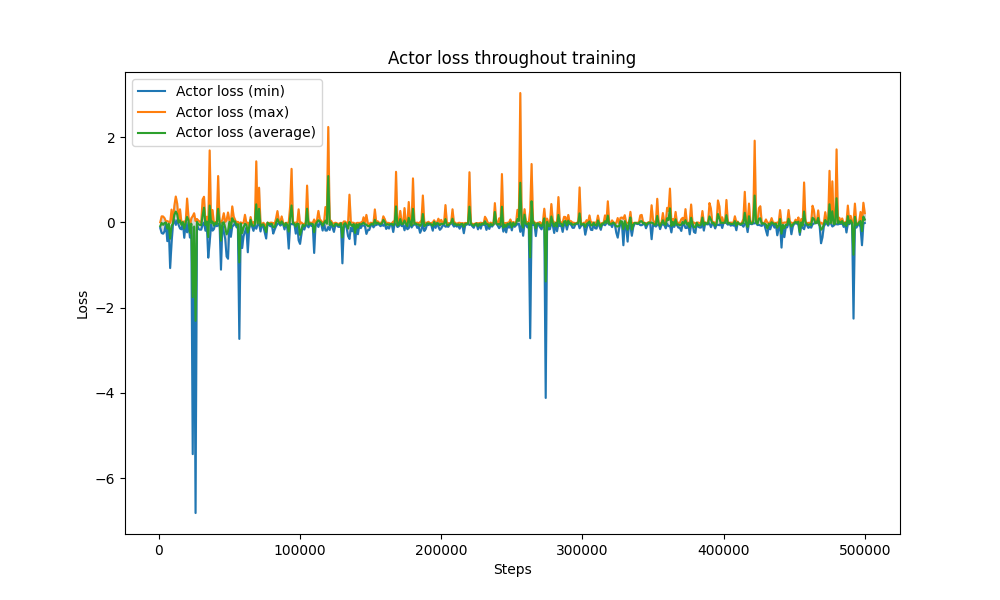 Actor loss throughout training
Actor loss (min)
Actor loss (max)
Actor loss (average)
2
0
−2
−4
−6
Loss
0
100000
200000
300000
400000
500000
Steps